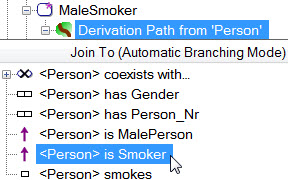 MaleSmoker
Derivation Path from 'Person'
Join To (Automatic Branching Mode)
<Person> coexists with...
<Person> has Gender
<Person> has Person_Nr
<Person> is MalePerson
<Person> is Smoker
<Person> smokes